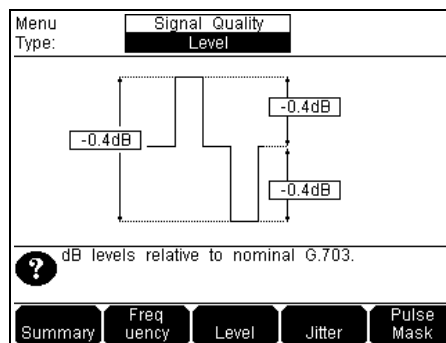 Menu Signal Quality
Type: Level
-0.4dB
-0.4dB
-0.4dB
? dB levels relative to nominal G.703.
Summary
Freq
uency
Level
Jitter
Pulse
Mask